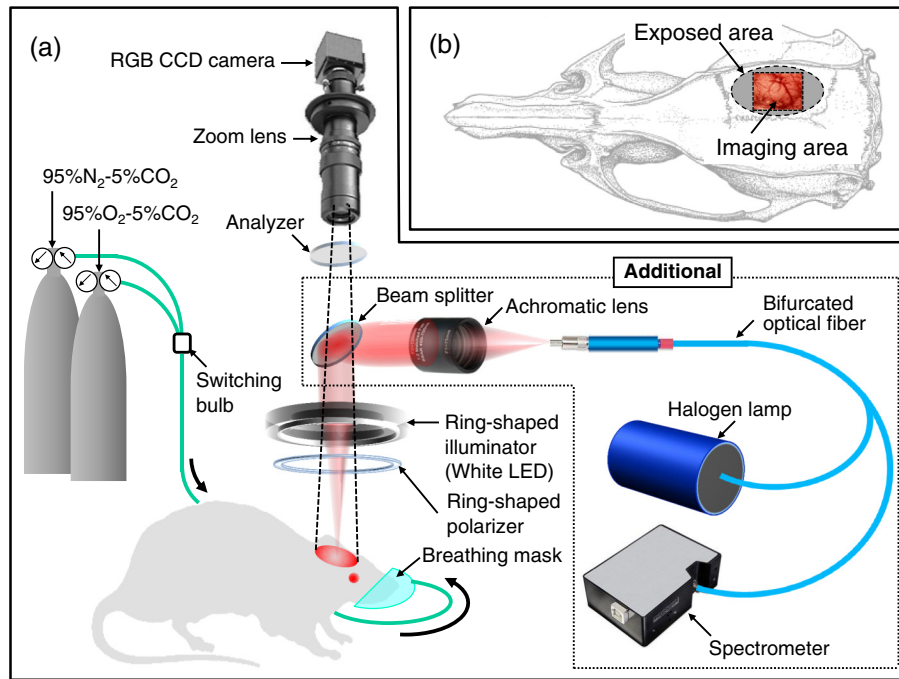 (a)
RGB CCD camera
Zoom lens
95%N₂-5%CO₂
95%O₂-5%CO₂
Analyzer
Switching
bulb
(b)
Exposed area
Imaging area
Additional
Beam splitter
Achromatic lens
Bifurcated
optical fiber
Halogen lamp
Ring-shaped
illuminator
(White LED)
Ring-shaped
polarizer
Breathing mask
Spectrometer